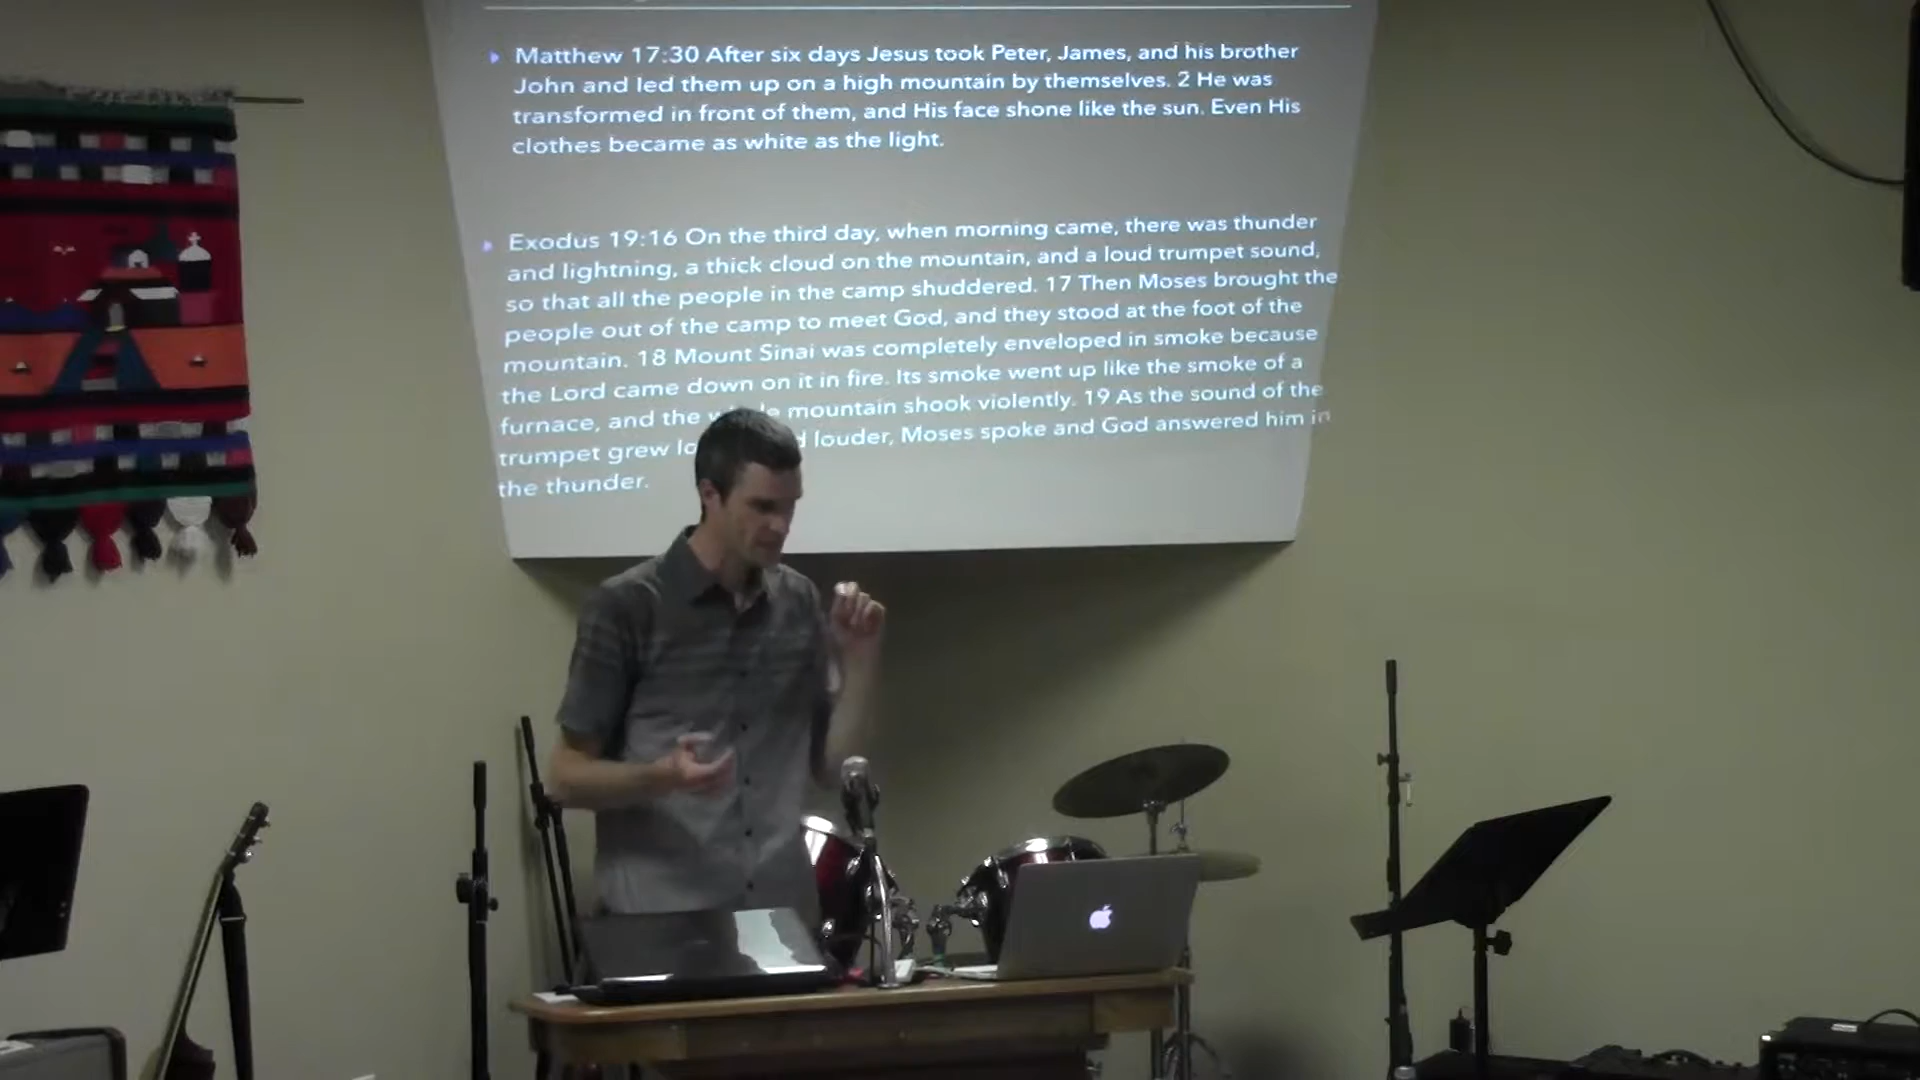 Matthew 17:30 After six days Jesus took Peter, James, and his brother
John and led them up on a high mountain by themselves. 2 He was
transformed in front of them, and His face shone like the sun. Even His
clothes became as white as the light.
Exodus 19:16 On the third day, when morning came, there was thunder
and lightning, a thick cloud on the mountain, and a loud trumpet sound,
so that all the people in the camp shuddered. 17 Then Moses brought the
people out of the camp to meet God, and they stood at the foot of the
mountain. 18 Mount Sinai was completely enveloped in smoke because
the Lord came down on it in fire. Its smoke went up like the smoke of a
furnace, and the mountain shook violently. 19 As the sound of the
trumpet grew louder, Moses spoke and God answered him in
the thunder.